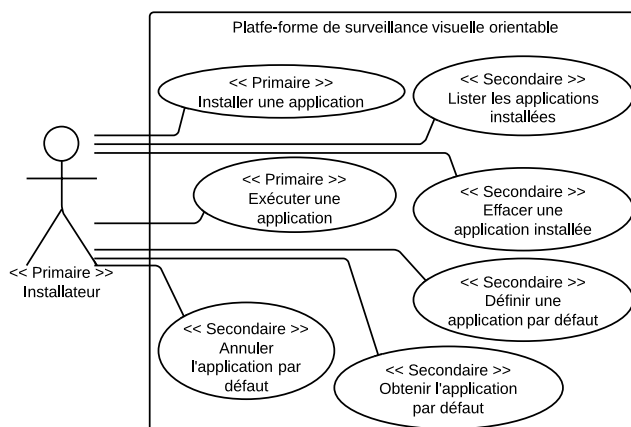 Platfe-forme de surveillance visuelle orientable
<< Primaire >>
Installer une application
<< Secondaire >>
Lister les applications
installées
<< Primaire >>
Exécuter une
application
<< Secondaire >>
Effacer une
application installée
<< Primaire >>
Installateur
<< Secondaire >>
Définir une
application par défaut
<< Secondaire >>
Annuler
l'application par
défaut
<< Secondaire >>
Obtenir l'application
par défaut